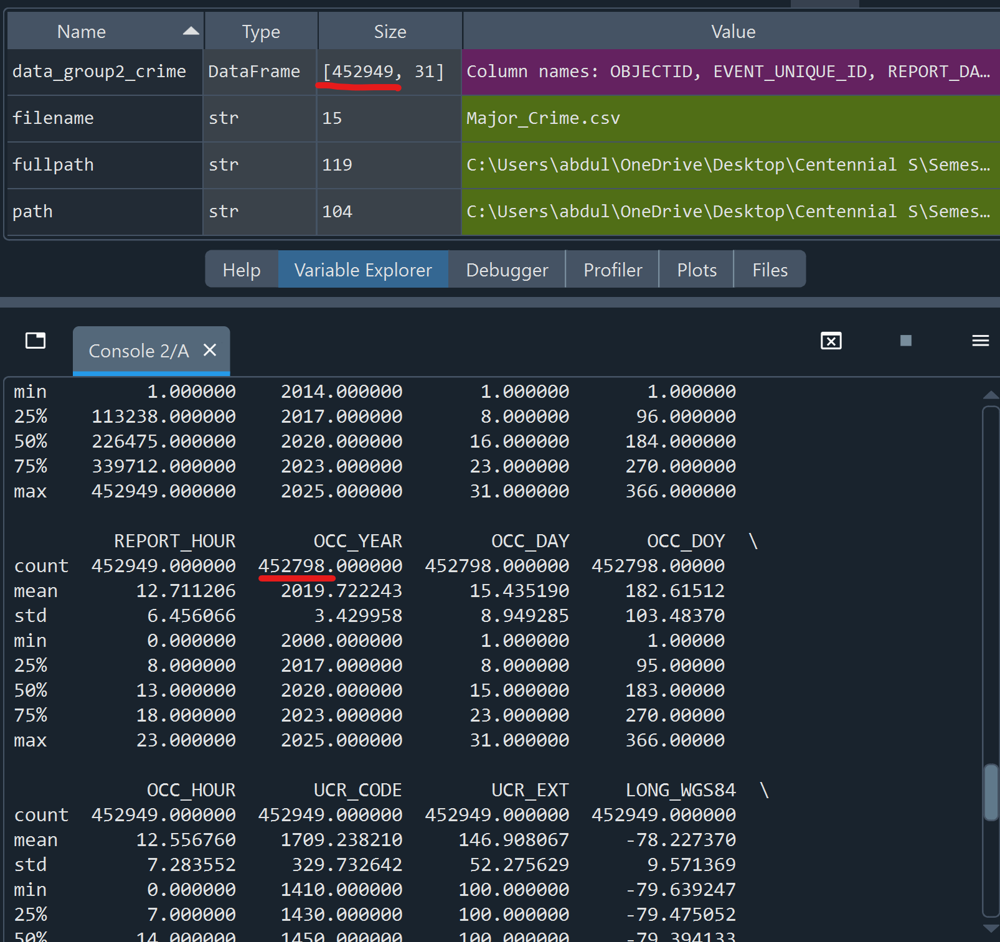 Name Type Size Value
data_group2_crime DataFrame [452949, 31] Column names: OBJECTID, EVENT_UNIQUE_ID, REPORT_DA…
filename str 15 Major_Crime.csv
fullpath str 119 C:\Users\abdul\OneDrive\Desktop\Centennial S\Semes…
path str 104 C:\Users\abdul\OneDrive\Desktop\Centennial S\Semes…
Help Variable Explorer Debugger Profiler Plots Files
Console 2/A
min 1.000000 2014.000000 1.000000 1.000000
25% 113238.000000 2017.000000 8.000000 96.000000
50% 226475.000000 2020.000000 16.000000 184.000000
75% 339712.000000 2023.000000 23.000000 270.000000
max 452949.000000 2025.000000 31.000000 366.000000
REPORT_HOUR OCC_YEAR OCC_DAY OCC_DOY \
count 452949.000000 452798.000000 452798.000000 452798.00000
mean 12.711206 2019.722243 15.435190 182.61512
std 6.456066 3.429958 8.949285 103.48370
min 0.000000 2000.000000 1.000000 1.00000
25% 8.000000 2017.000000 8.000000 95.00000
50% 13.000000 2020.000000 15.000000 183.00000
75% 18.000000 2023.000000 23.000000 270.00000
max 23.000000 2025.000000 31.000000 366.00000
OCC_HOUR UCR_CODE UCR_EXT LONG_WGS84 \
count 452949.000000 452949.000000 452949.000000 452949.000000
mean 12.556760 1709.238210 146.908067 -78.227370
std 7.283552 329.732642 52.275629 9.571369
min 0.000000 1410.000000 100.000000 -79.639247
25% 7.000000 1430.000000 100.000000 -79.475052
50% 14.000000 1450.000000 100.000000 -79.394133